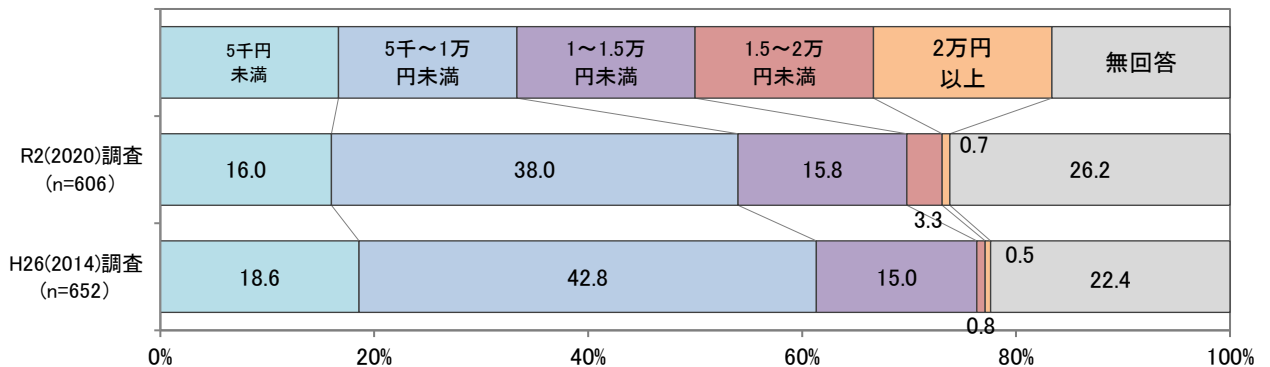 5千円
未満
5千～1万
円未満
1～1.5万
円未満
1.5～2万
円未満
2万円
以上
無回答
R2(2020)調査
(n=606)
16.0
38.0
15.8
3.3
0.7
26.2
H26(2014)調査
(n=652)
18.6
42.8
15.0
0.8
0.5
22.4
0%
20%
40%
60%
80%
100%